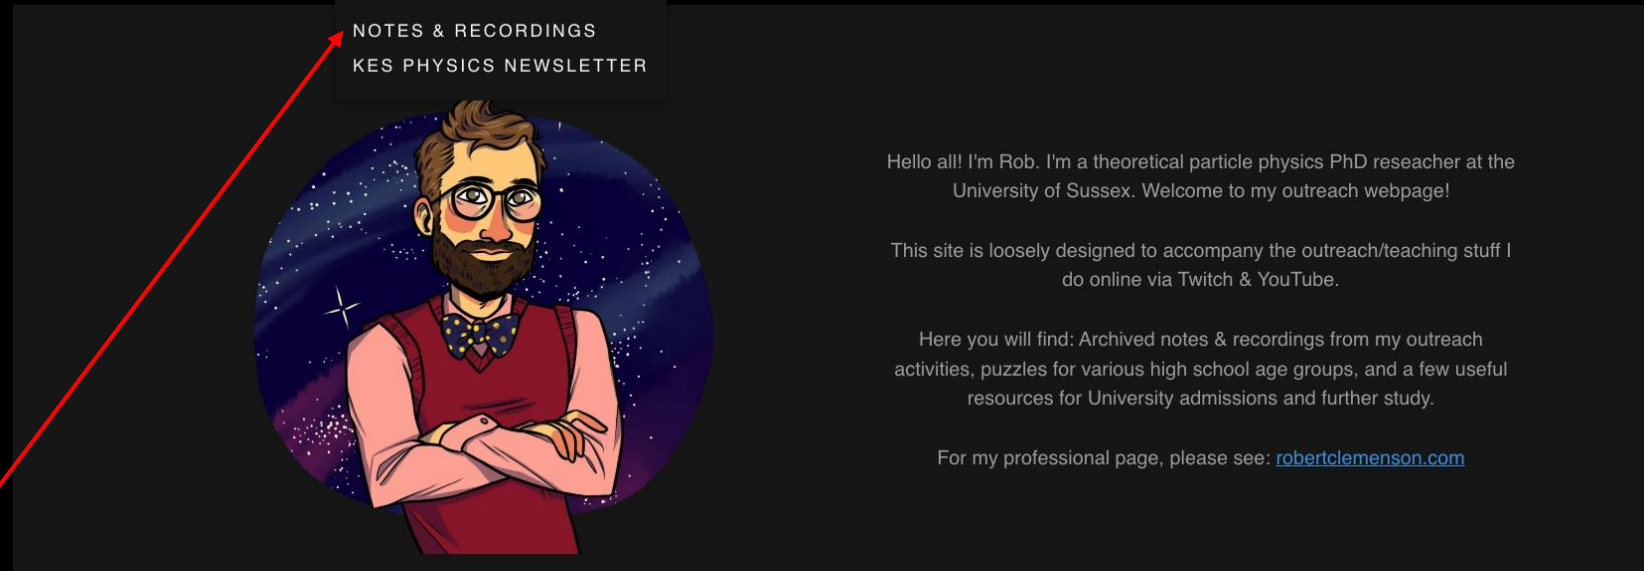 NOTES & RECORDINGS
KES PHYSICS NEWSLETTER
Hello all! I'm Rob. I'm a theoretical particle physics PhD reseacher at the
University of Sussex. Welcome to my outreach webpage!
This site is loosely designed to accompany the outreach/teaching stuff I
do online via Twitch & YouTube.
Here you will find: Archived notes & recordings from my outreach
activities, puzzles for various high school age groups, and a few useful
resources for University admissions and further study.
For my professional page, please see: robertclemenson.com